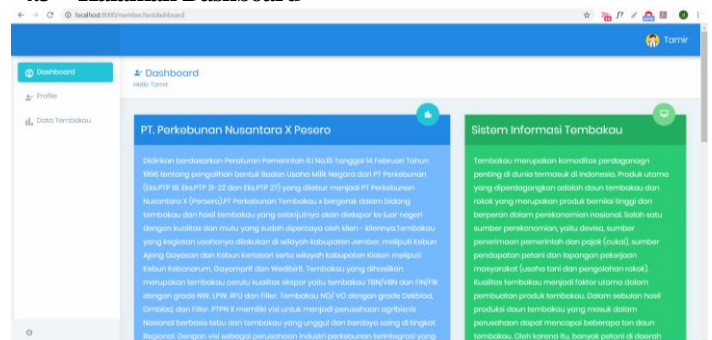 localhost:8000/member/testdashboard
Tamir
Dashboard
Profile
Data Tembakau
Dashboard
Hello Tamir
PT. Perkebunan Nusantara X Pesero
Didirikan berdasarkan Peraturan Pemerintah RI No.15 Tanggal 14 Februari Tahun
1996 tentang pengalihan bentuk Badan Usaha Milik Negara dari PT Perkebunan
(Eks.PTP 19, Eks.PTP 21-22 dan Eks.PTP 27) yang dilebur menjadi PT Perkebunan
Nusantara X (Persero).PT Perkebunan Tembakau x bergerak dalam bidang
tembakau dan hasil tembakau yang selanjutnya akan diekspor ke luar negeri
dengan kualitas dan mutu yang sudah dipercaya oleh klien - kliennya.Tembakau
yang kegiatan usahanya dilakukan di wilayah kabupaten Jember, meliputi Kebun
Ajong Gayasan dan Kebun Kertosari serta wilayah kabupaten Klaten meliputi
Kebun Kebonarum, Gayamprit dan Wedibirit. Tembakau yang dihasilkan
merupakan tembakau cerutu kualitas ekspor yaitu tembakau TBN/VBN dan FIN/FIK
dengan grade NW, LPW, RFU dan Filler. Tembakau NO/ VO dengan grade Dekblad,
Omblad, dan Filler. PTPN X memiliki visi untuk menjadi perusahaan agribisnis
Nasional berbasis tebu dan tembakau yang unggul dan berdaya saing di tingkat
Regional. Dengan visi sebagai perusahaan industri perkebunan terintegrasi yang
Sistem Informasi Tembakau
Tembakau merupakan komoditas perdagangan
penting di dunia termasuk di Indonesia. Produk utama
yang diperdagangkan adalah daun tembakau dan
rokok yang merupakan produk bernilai tinggi dan
berperan dalam perekonomian nasional. Salah satu
sumber perekonomian, yaitu devisa, sumber
penerimaan pemerintah dan pajak (cukai), sumber
pendapatan petani dan lapangan pekerjaan
masyarakat (usaha tani dan pengolahan rokok).
Kualitas tembakau menjadi faktor utama dalam
pembuatan produk tembakau. Dalam sebulan hasil
produksi daun tembakau yang masuk dalam
perusahaan dapat mencapai beberapa ton daun
tembakau. Oleh karena itu, banyak petani di daerah